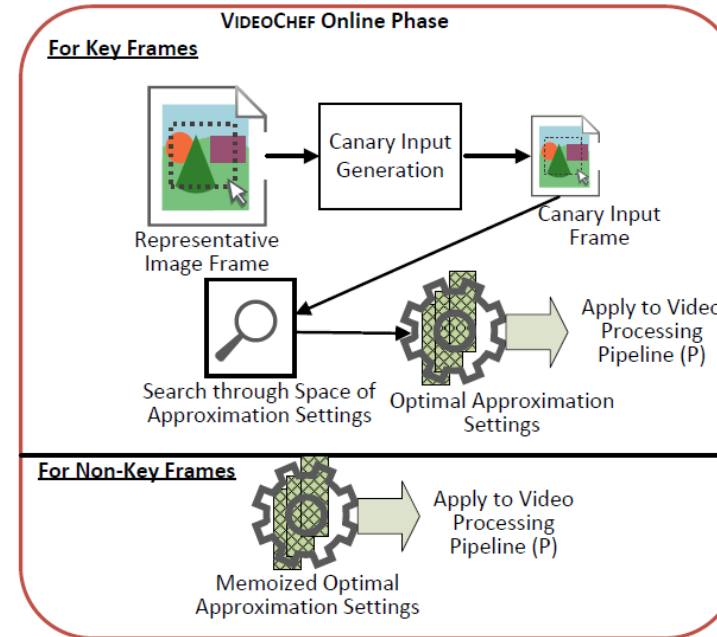 VIDEOCHEF Online Phase
For Key Frames
Canary Input
Generation
Representative
Image Frame
Canary Input
Frame
Search through Space of
Approximation Settings
Optimal Approximation
Settings
Apply to Video
Processing
Pipeline (P)
For Non-Key Frames
Memoized Optimal
Approximation Settings
Apply to Video
Processing
Pipeline (P)